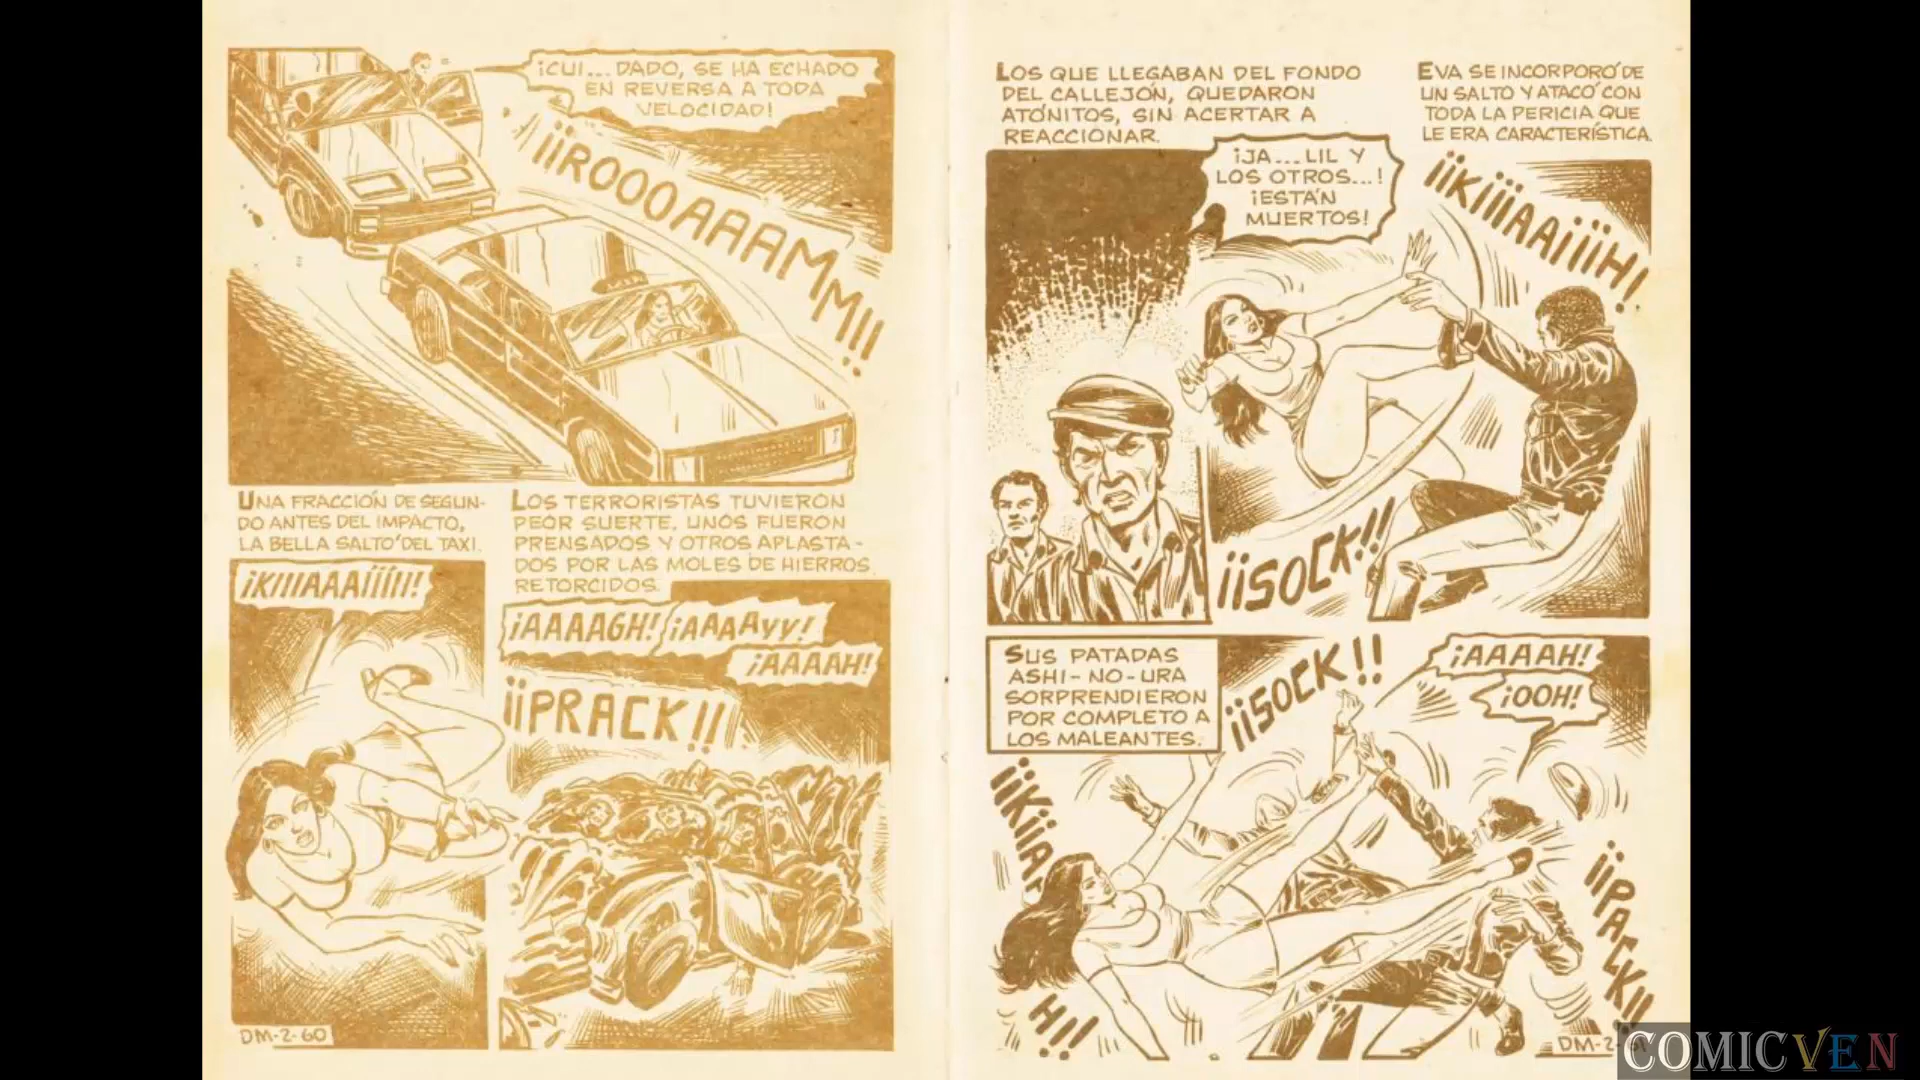 ¡CUI... DADO, SE HA ECHADO
EN REVERSA A TODA
VELOCIDAD!
¡¡ROOOAAAMM!!
UNA FRACCIÓN DE SEGUN-
DO ANTES DEL IMPACTO,
LA BELLA SALTÓ DEL TAXI.
¡KIIIAAAIÍÍII!
LOS TERRORISTAS TUVIERON
PEOR SUERTE, UNOS FUERON
PRENSADOS Y OTROS APLASTA-
DOS POR LAS MOLES DE HIERROS
RETORCIDOS.
¡AAAAGH! ¡AAAAYY!
¡AAAAH!
¡¡PRACK!!
DM-2-60
LOS QUE LLEGABAN DEL FONDO
DEL CALLEJÓN, QUEDARON
ATÓNITOS, SIN ACERTAR A
REACCIONAR.
¡JA... LIL Y
LOS OTROS...!
¡ESTÁN
MUERTOS!
EVA SE INCORPORÓ DE
UN SALTO Y ATACÓ CON
TODA LA PERICIA QUE
LE ERA CARACTERÍSTICA.
¡¡KIIIAAIIIH!
¡¡SOCK!!
SUS PATADAS
ASHI-NO-URA
SORPRENDIERON
POR COMPLETO A
LOS MALEANTES.
¡¡SOCK!!
¡AAAAH!
¡OOH!
¡¡KIIAI
H!!
¡¡PACK!!
DM-2-
COMICVEN